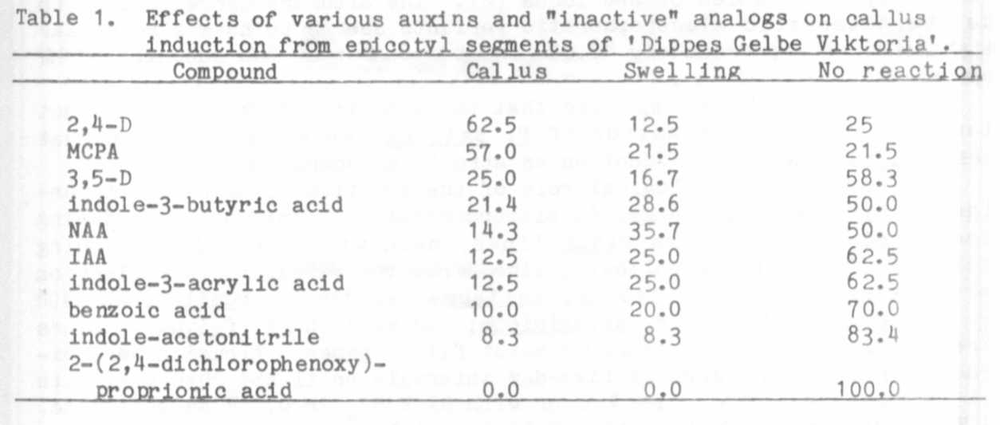 Table 1. Effects of various auxins and "inactive" analogs on callus
induction from epicotyl segments of 'Dippes Gelbe Viktoria'.
Compound Callus Swelling No reaction
2,4-D 62.5 12.5 25
MCPA 57.0 21.5 21.5
3,5-D 25.0 16.7 58.3
indole-3-butyric acid 21.4 28.6 50.0
NAA 14.3 35.7 50.0
IAA 12.5 25.0 62.5
indole-3-acrylic acid 12.5 25.0 62.5
benzoic acid 10.0 20.0 70.0
indole-acetonitrile 8.3 8.3 83.4
2-(2,4-dichlorophenoxy)-
proprionic acid 0.0 0.0 100.0